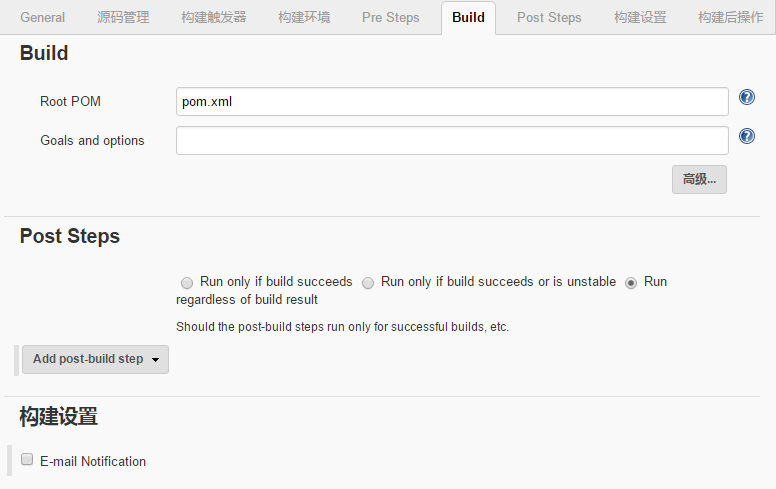 General 源码管理 构建触发器 构建环境 Pre Steps Build Post Steps 构建设置 构建后操作
Build
Root POM pom.xml
Goals and options
高级...
Post Steps
Run only if build succeeds Run only if build succeeds or is unstable Run
regardless of build result
Should the post-build steps run only for successful builds, etc.
Add post-build step
构建设置
E-mail Notification